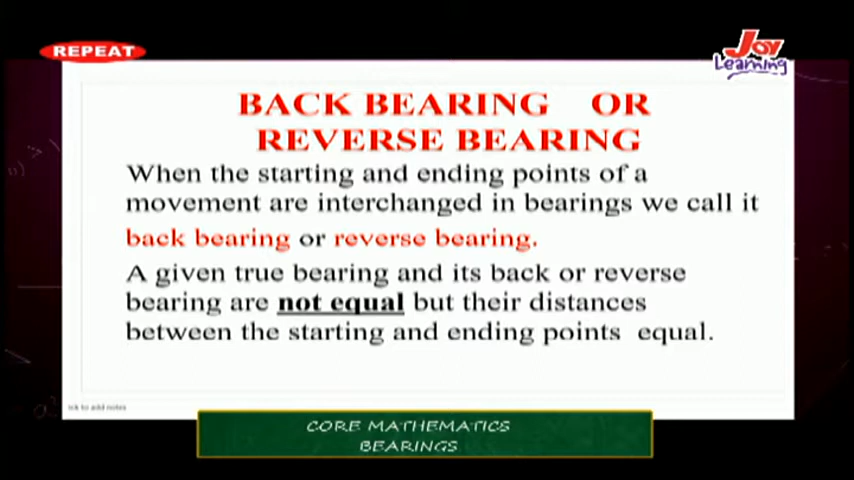 REPEAT
Joy
Learning
BACK BEARING OR
REVERSE BEARING
When the starting and ending points of a
movement are interchanged in bearings we call it
back bearing or reverse bearing.
A given true bearing and its back or reverse
bearing are not equal but their distances
between the starting and ending points equal.
to add notes
CORE MATHEMATICS
BEARINGS